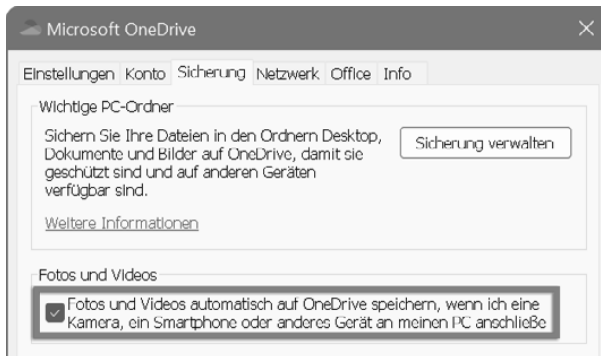 Microsoft OneDrive
Einstellungen Konto Sicherung Netzwerk Office Info
Wichtige PC-Ordner
Sichern Sie Ihre Dateien in den Ordnern Desktop,
Dokumente und Bilder auf OneDrive, damit sie
geschützt sind und auf anderen Geräten
verfügbar sind.
Sicherung verwalten
Weitere Informationen
Fotos und Videos
Fotos und Videos automatisch auf OneDrive speichern, wenn ich eine
Kamera, ein Smartphone oder anderes Gerät an meinen PC anschließe